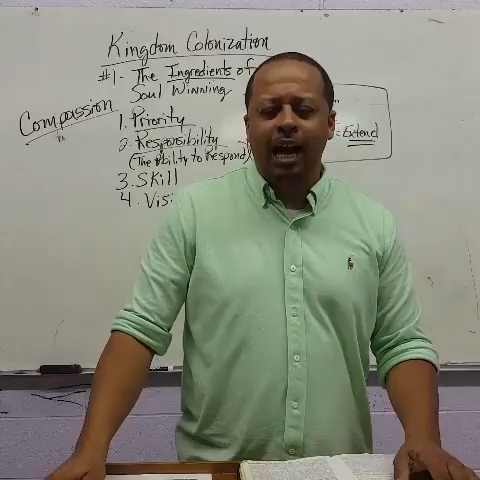 Kingdom Colonization
#1- The Ingredients of
Soul Winning
Compassion
1. Priority
2. Responsibility
(The Ability to Respond)
3. Skill
4.
= Extend